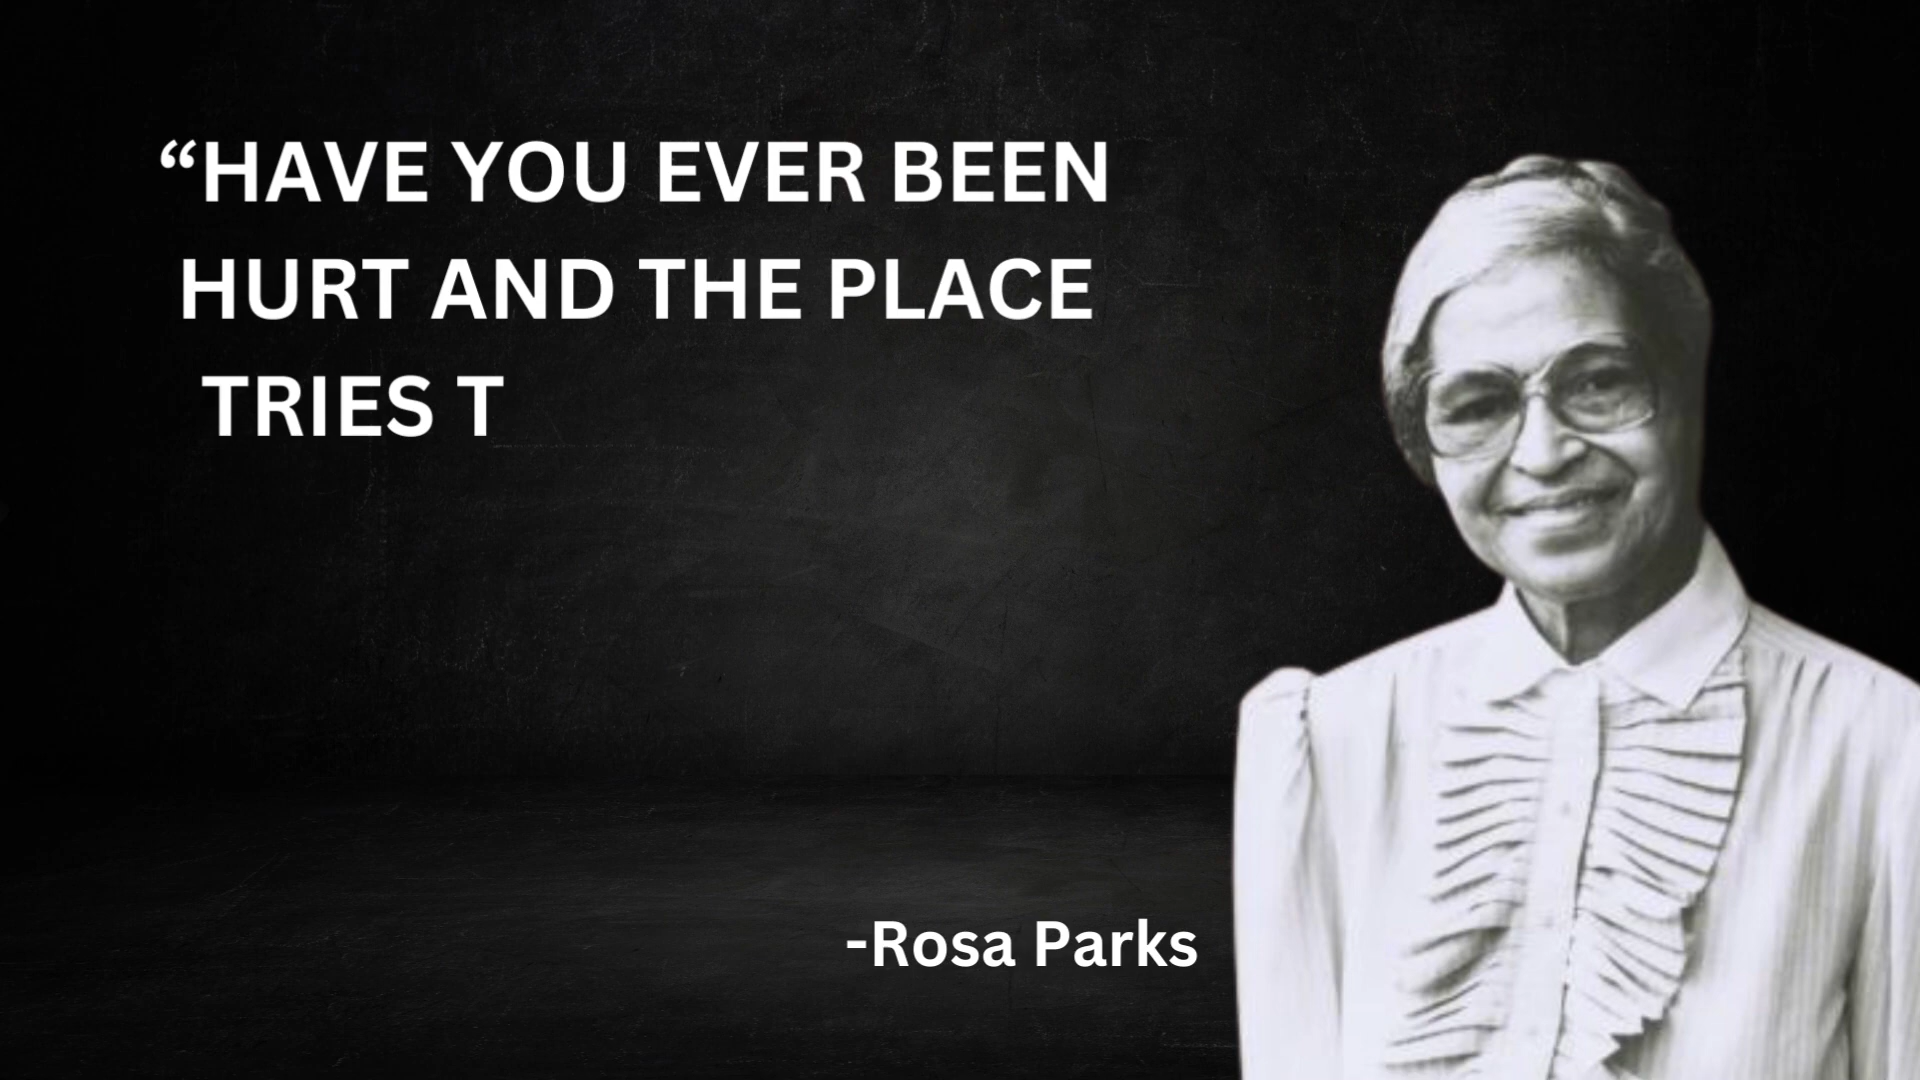 “HAVE YOU EVER BEEN
HURT AND THE PLACE
TRIES T
-Rosa Parks